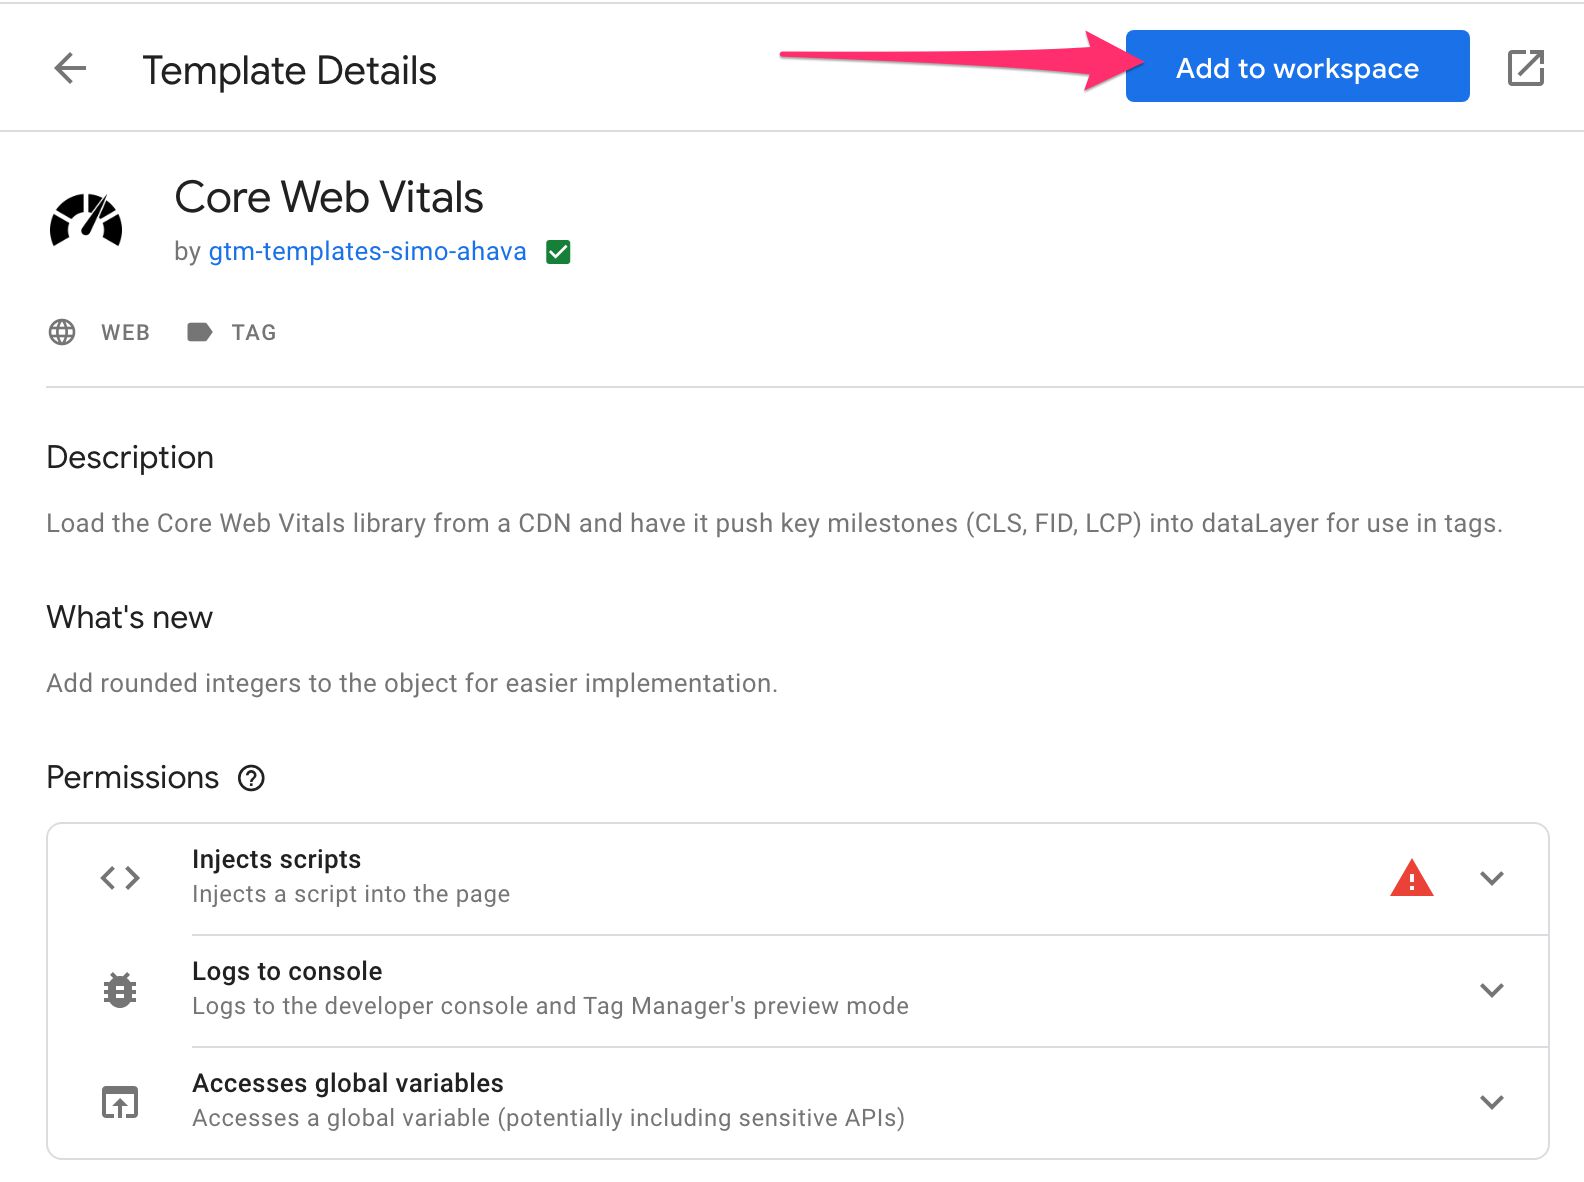 Template Details
Add to workspace
Core Web Vitals
by gtm-templates-simo-ahava
WEB TAG
Description
Load the Core Web Vitals library from a CDN and have it push key milestones (CLS, FID, LCP) into dataLayer for use in tags.
What's new
Add rounded integers to the object for easier implementation.
Permissions
Injects scripts
Injects a script into the page
Logs to console
Logs to the developer console and Tag Manager's preview mode
Accesses global variables
Accesses a global variable (potentially including sensitive APIs)